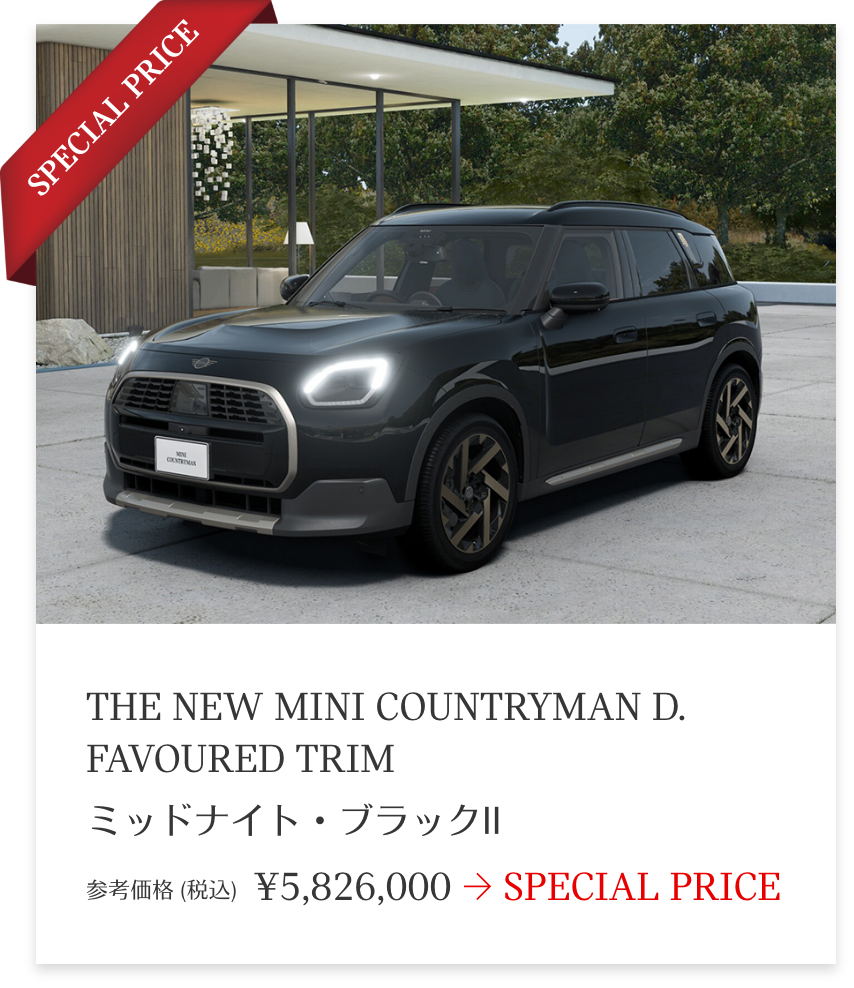 SPECIAL PRICE
MINI
COUNTRYMAN
THE NEW MINI COUNTRYMAN D.
FAVOURED TRIM
ミッドナイト・ブラックII
参考価格 (税込) ¥5,826,000 → SPECIAL PRICE